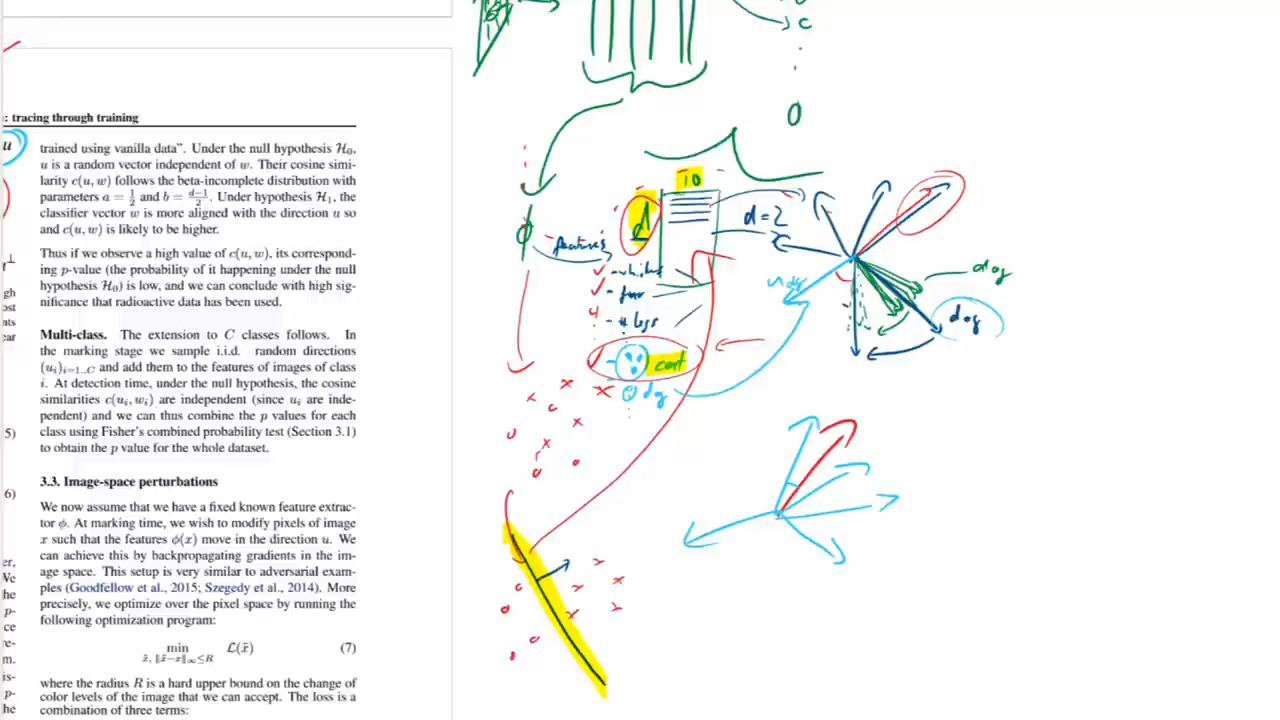 : tracing through training
u
trained using vanilla data". Under the null hypothesis H₀,
u is a random vector independent of w. Their cosine simi-
larity c(u, w) follows the beta-incomplete distribution with
parameters a = 1/2 and b = d−1/2. Under hypothesis H₁, the
classifier vector w is more aligned with the direction u so
and c(u, w) is likely to be higher.
Thus if we observe a high value of c(u, w), its correspond-
ing p-value (the probability of it happening under the null
hypothesis H₀) is low, and we can conclude with high sig-
nificance that radioactive data has been used.
Multi-class. The extension to C classes follows. In
the marking stage we sample i.i.d. random directions
(uᵢ)ᵢ₌₁..C and add them to the features of images of class
i. At detection time, under the null hypothesis, the cosine
similarities c(uᵢ, wᵢ) are independent (since uᵢ are inde-
pendent) and we can thus combine the p values for each
class using Fisher's combined probability test (Section 3.1)
to obtain the p value for the whole dataset.
5)
3.3. Image-space perturbations
6)
We now assume that we have a fixed known feature extrac-
tor ϕ. At marking time, we wish to modify pixels of image
x such that the features ϕ(x) move in the direction u. We
can achieve this by backpropagating gradients in the im-
age space. This setup is very similar to adversarial exam-
ples (Goodfellow et al., 2015; Szegedy et al., 2014). More
precisely, we optimize over the pixel space by running the
following optimization program:
min L(x̃) (7)
x̃, ‖x̃−x‖∞≤R
where the radius R is a hard upper bound on the change of
color levels of the image that we can accept. The loss is a
combination of three terms:
c
0
10
d
d=2
ϕ
features
- fur
- 4 legs
cat
dog
dog